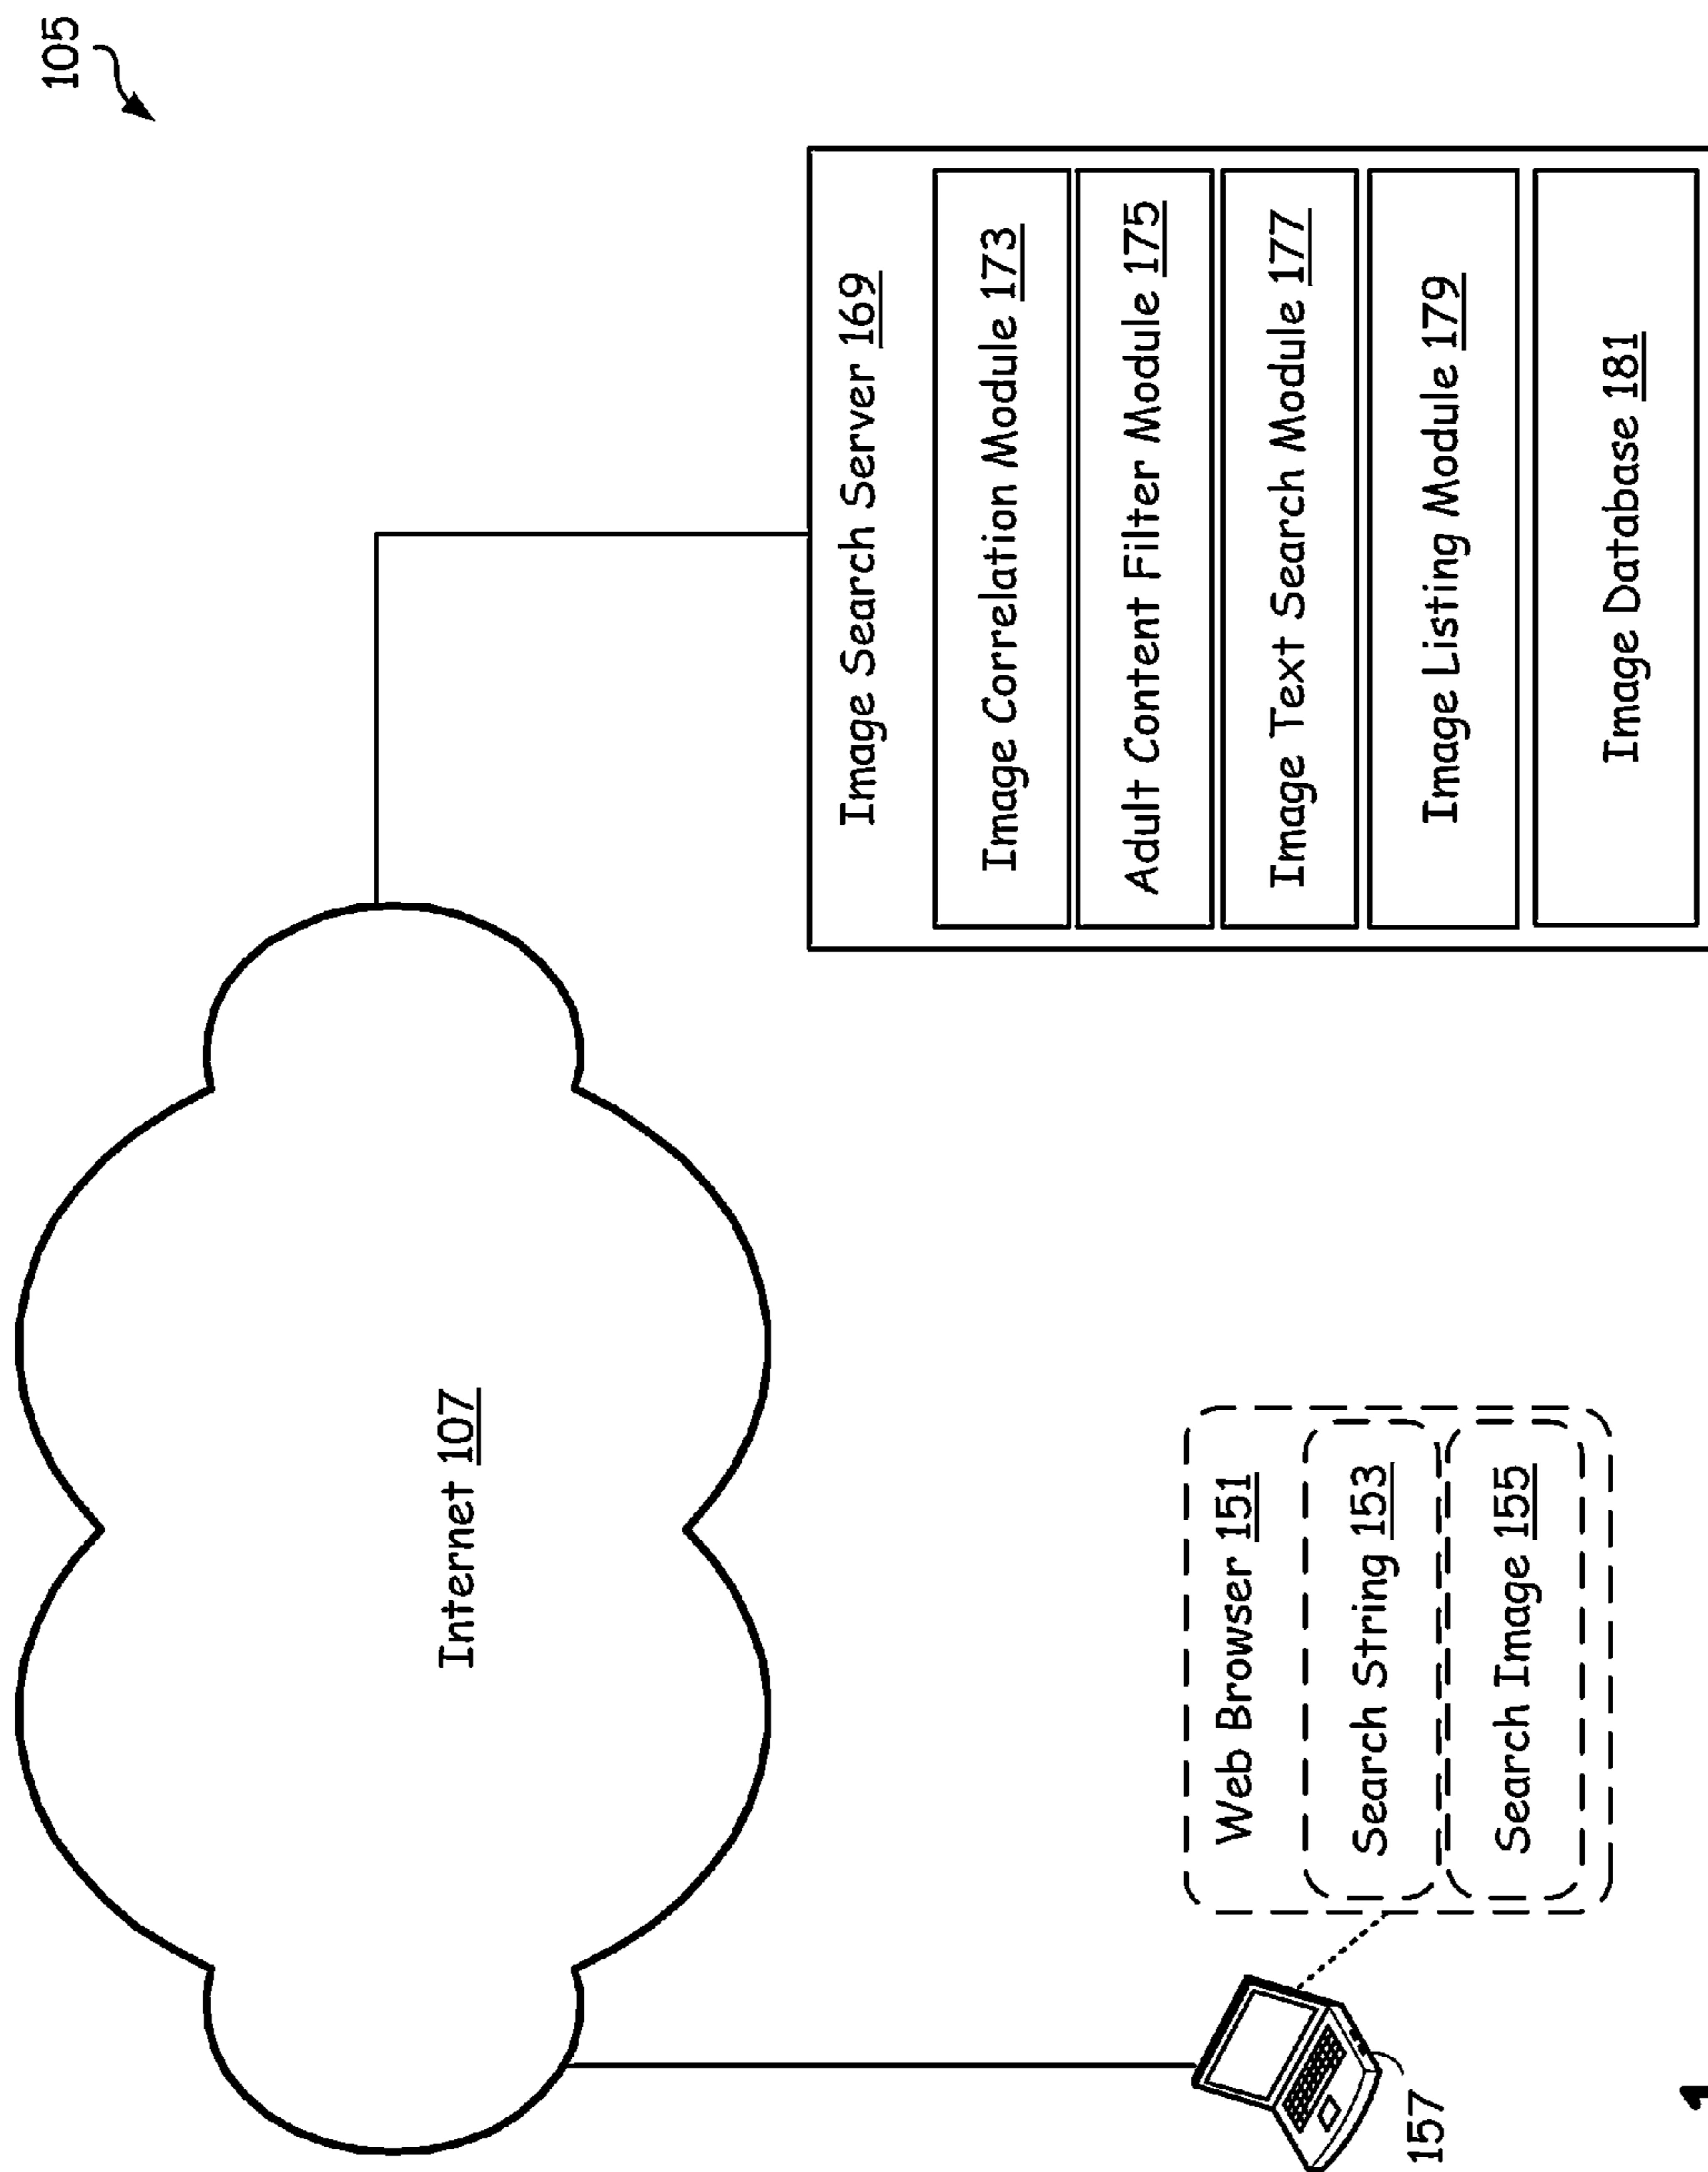 105
Internet 107
Image Search Server 169
Image Correlation Module 173
Adult Content Filter Module 175
Image Text Search Module 177
Image Listing Module 179
Image Database 181
Web Browser 151
Search String 153
Search Image 155
157